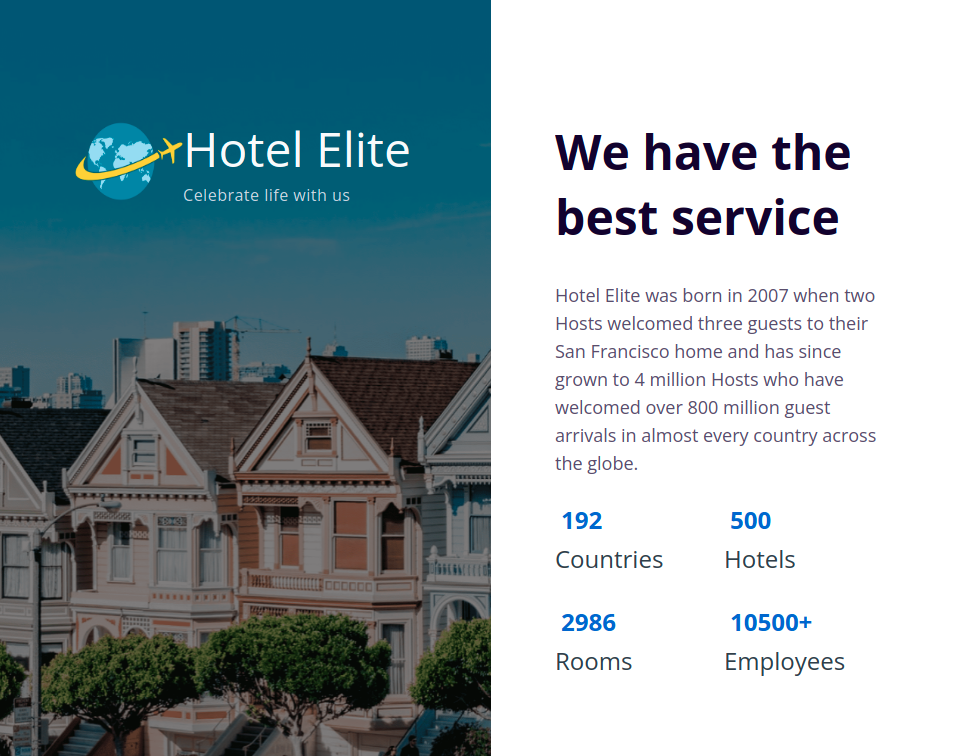 Hotel Elite
Celebrate life with us
We have the
best service
Hotel Elite was born in 2007 when two
Hosts welcomed three guests to their
San Francisco home and has since
grown to 4 million Hosts who have
welcomed over 800 million guest
arrivals in almost every country across
the globe.
192
Countries
500
Hotels
2986
Rooms
10500+
Employees